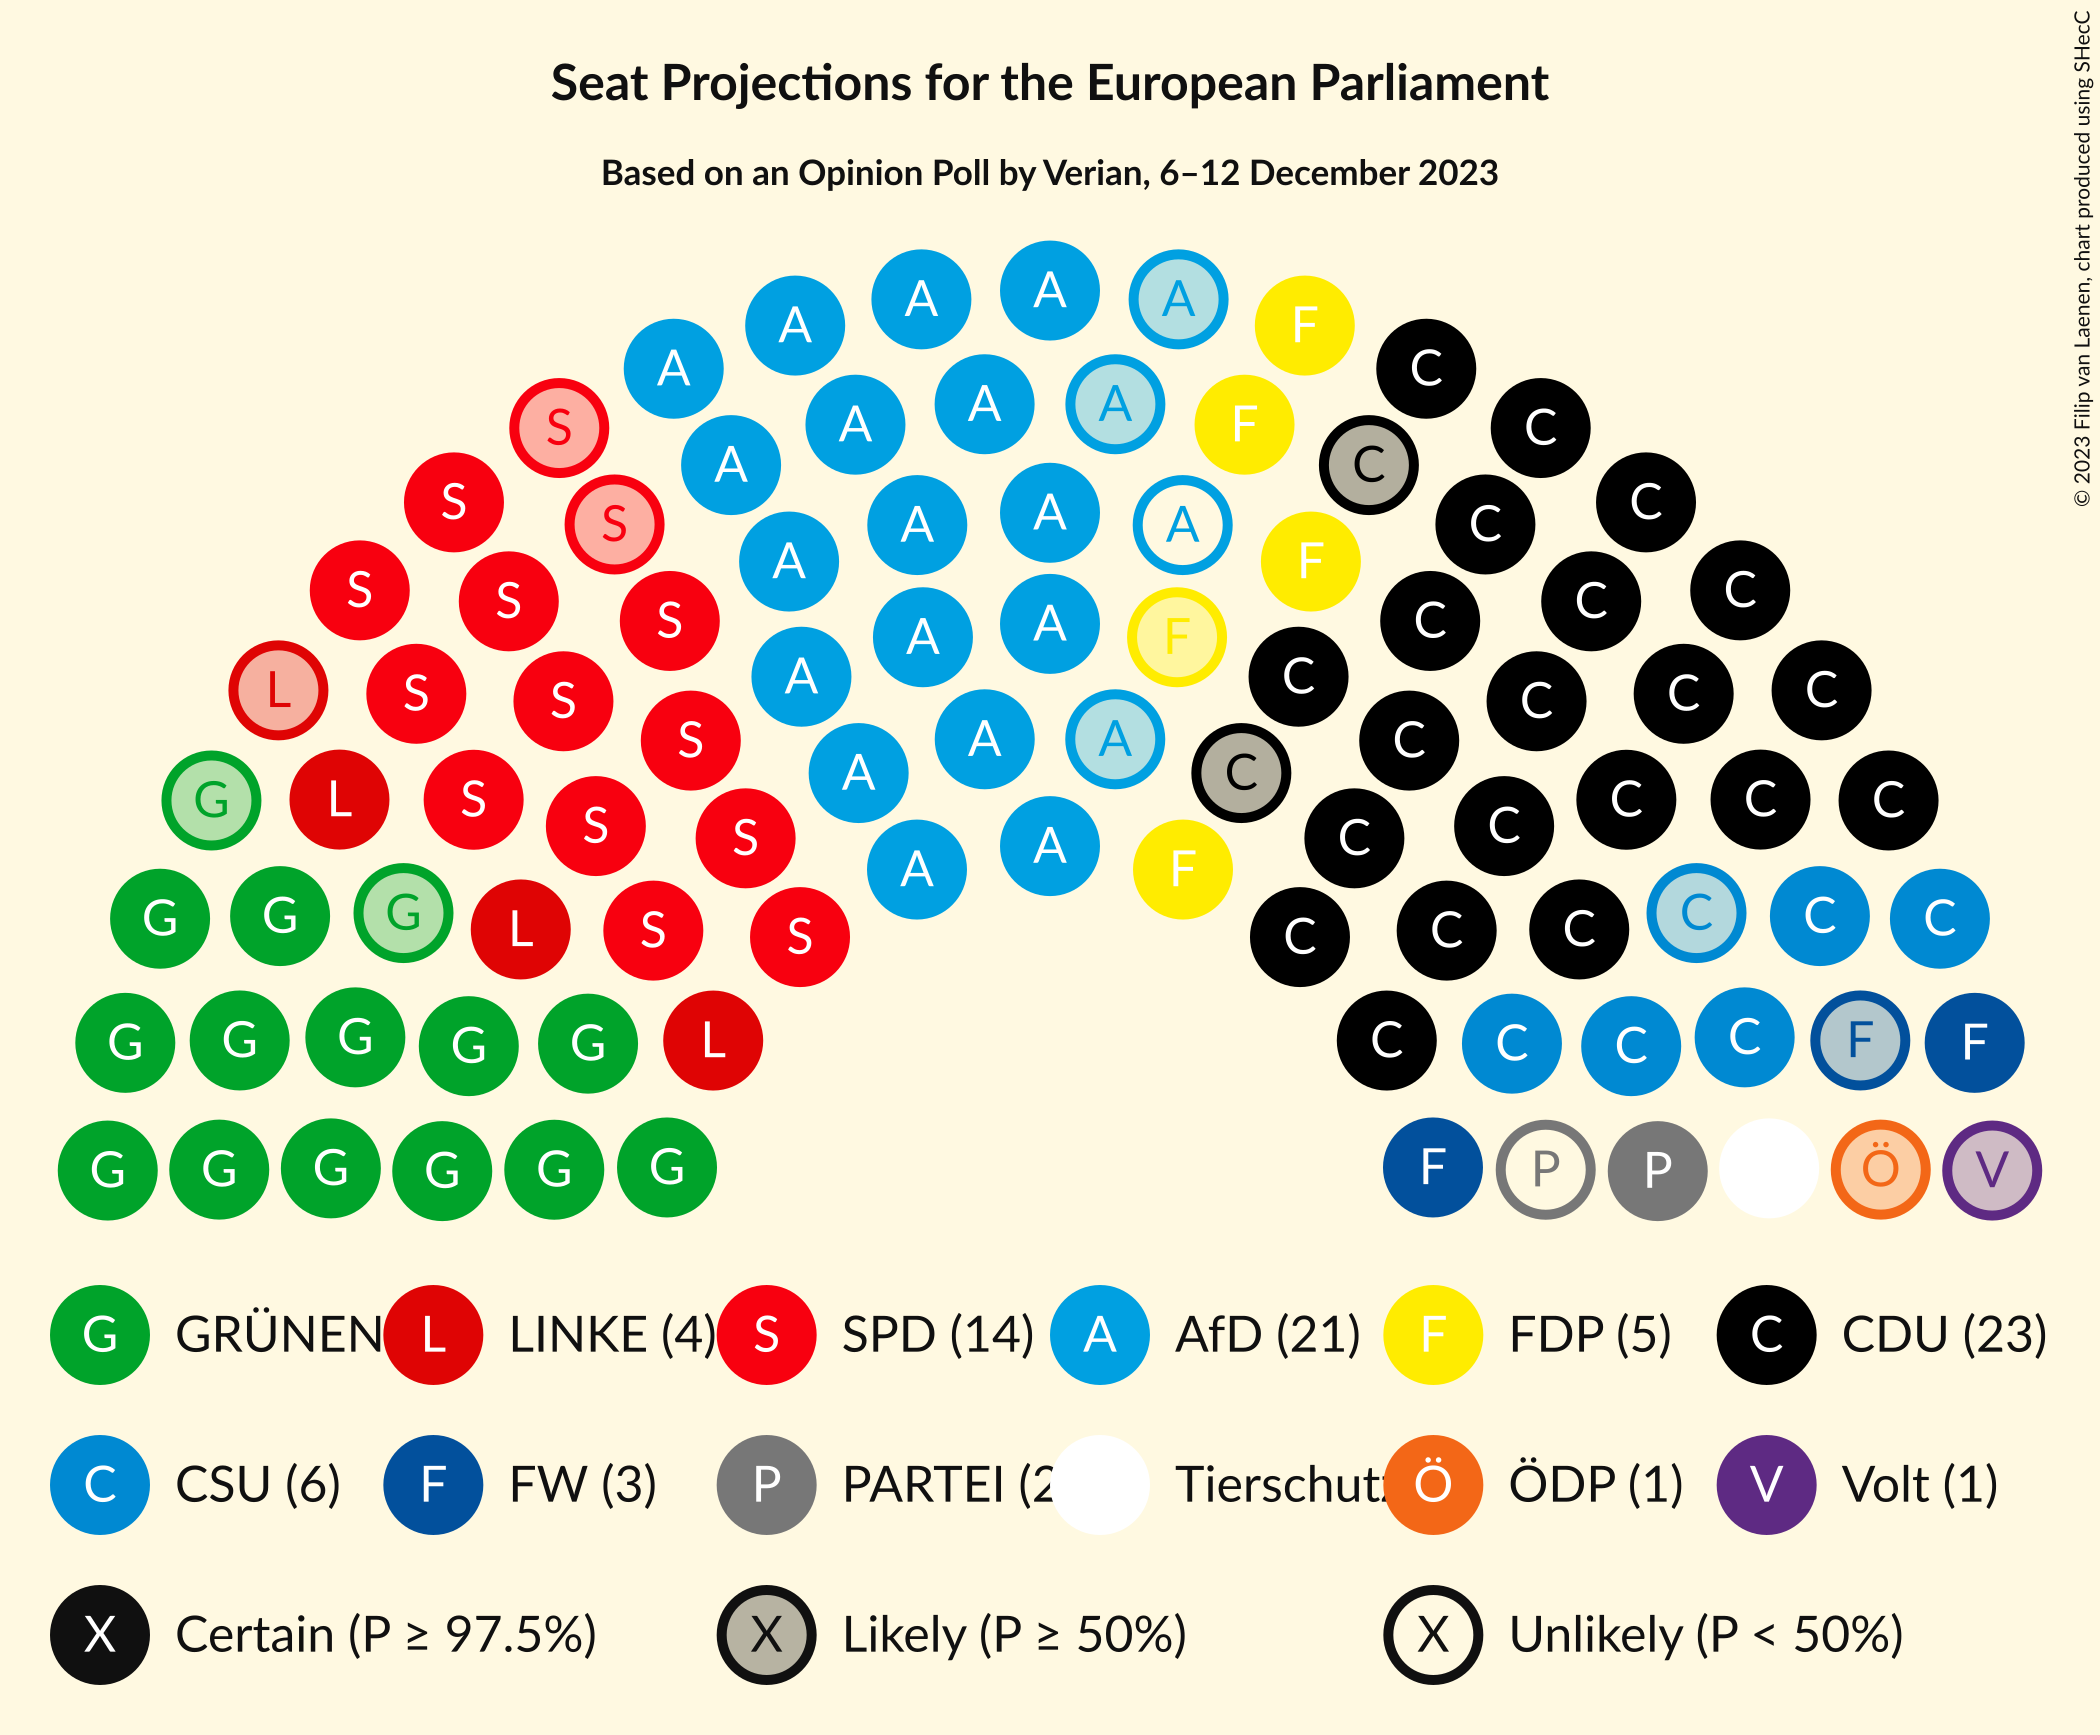 Seat Projections for the European Parliament
Based on an Opinion Poll by Verian, 6–12 December 2023
© 2023 Filip van Laenen, chart produced using SHecC
A A A A A F C
S A A A A F C C
S S A A A A F C C C
S S S A A A F C C C C
L S S S A A A C C C C C
G L S S S A A F C C C C C
G G G L S S C C C C C C
G G G G G L C C C C F F
G G G G G G F P P Ö V
G GRÜNEN L LINKE (4) S SPD (14) A AfD (21) F FDP (5) C CDU (23)
C CSU (6) F FW (3) P PARTEI (2 Tierschutz Ö ÖDP (1) V Volt (1)
X Certain (P ≥ 97.5%) X Likely (P ≥ 50%) X Unlikely (P < 50%)